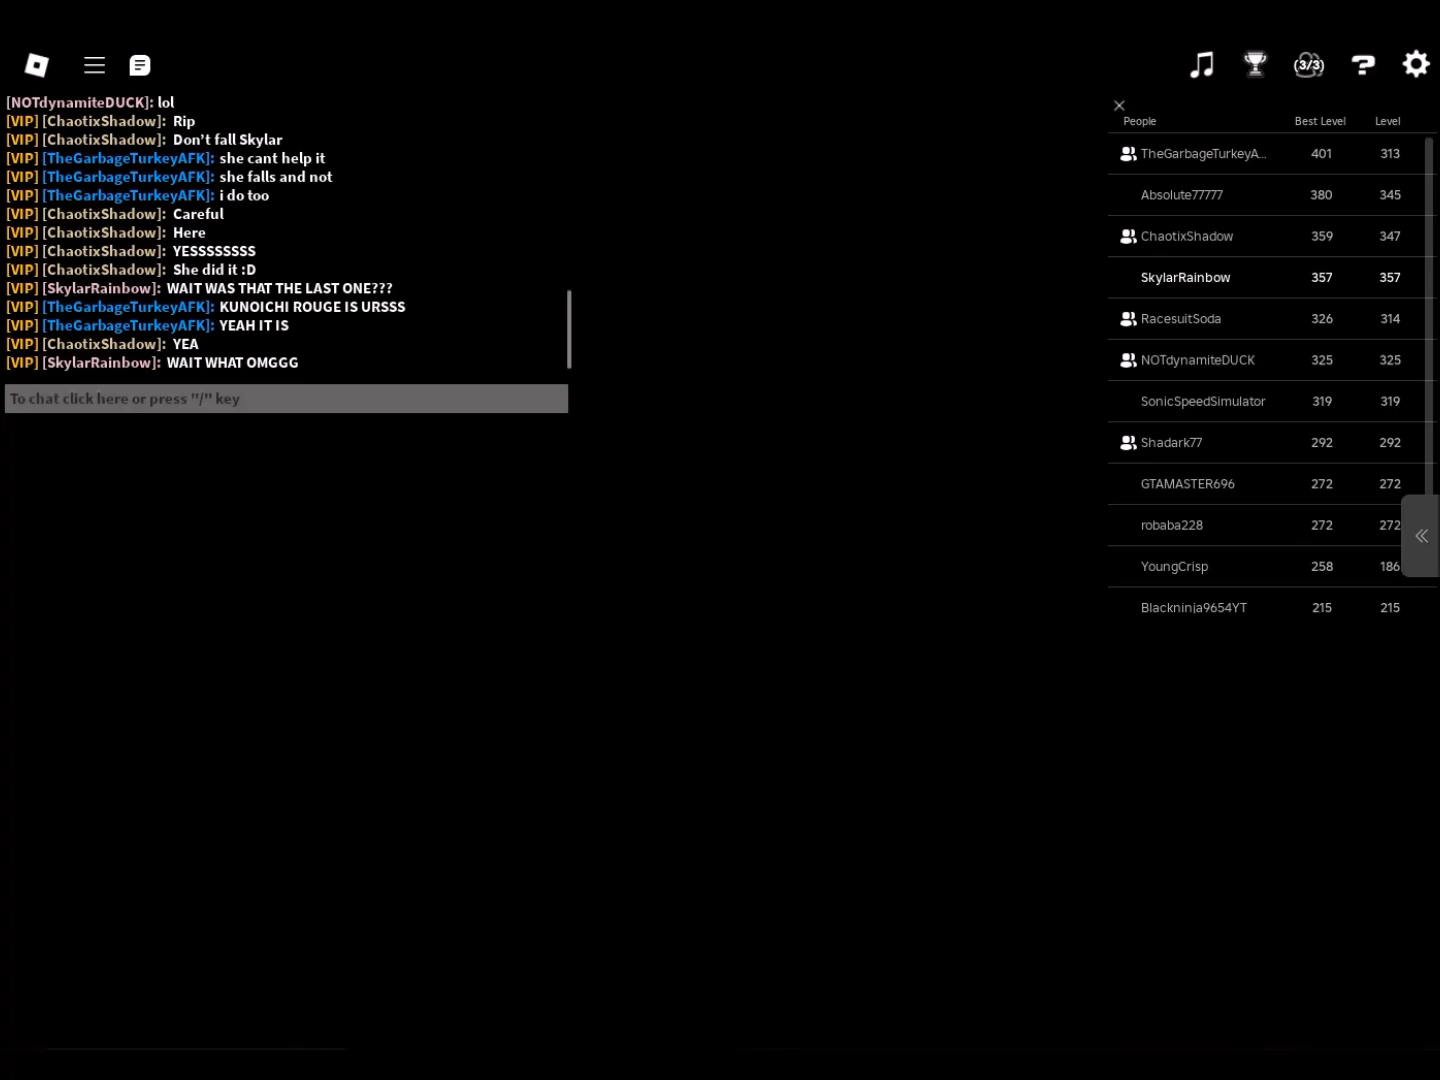 (3/3)
?
[NOTdynamiteDUCK]: lol
[VIP] [ChaotixShadow]: Rip
[VIP] [ChaotixShadow]: Don’t fall Skylar
[VIP] [TheGarbageTurkeyAFK]: she cant help it
[VIP] [TheGarbageTurkeyAFK]: she falls and not
[VIP] [TheGarbageTurkeyAFK]: i do too
[VIP] [ChaotixShadow]: Careful
[VIP] [ChaotixShadow]: Here
[VIP] [ChaotixShadow]: YESSSSSSSS
[VIP] [ChaotixShadow]: She did it :D
[VIP] [SkylarRainbow]: WAIT WAS THAT THE LAST ONE???
[VIP] [TheGarbageTurkeyAFK]: KUNOICHI ROUGE IS URSSS
[VIP] [TheGarbageTurkeyAFK]: YEAH IT IS
[VIP] [ChaotixShadow]: YEA
[VIP] [SkylarRainbow]: WAIT WHAT OMGGG
To chat click here or press "/" key
People Best Level Level
TheGarbageTurkeyA... 401 313
Absolute77777 380 345
ChaotixShadow 359 347
SkylarRainbow 357 357
RacesuitSoda 326 314
NOTdynamiteDUCK 325 325
SonicSpeedSimulator 319 319
Shadark77 292 292
GTAMASTER696 272 272
robaba228 272 272
YoungCrisp 258 186
Blackninja9654YT 215 215